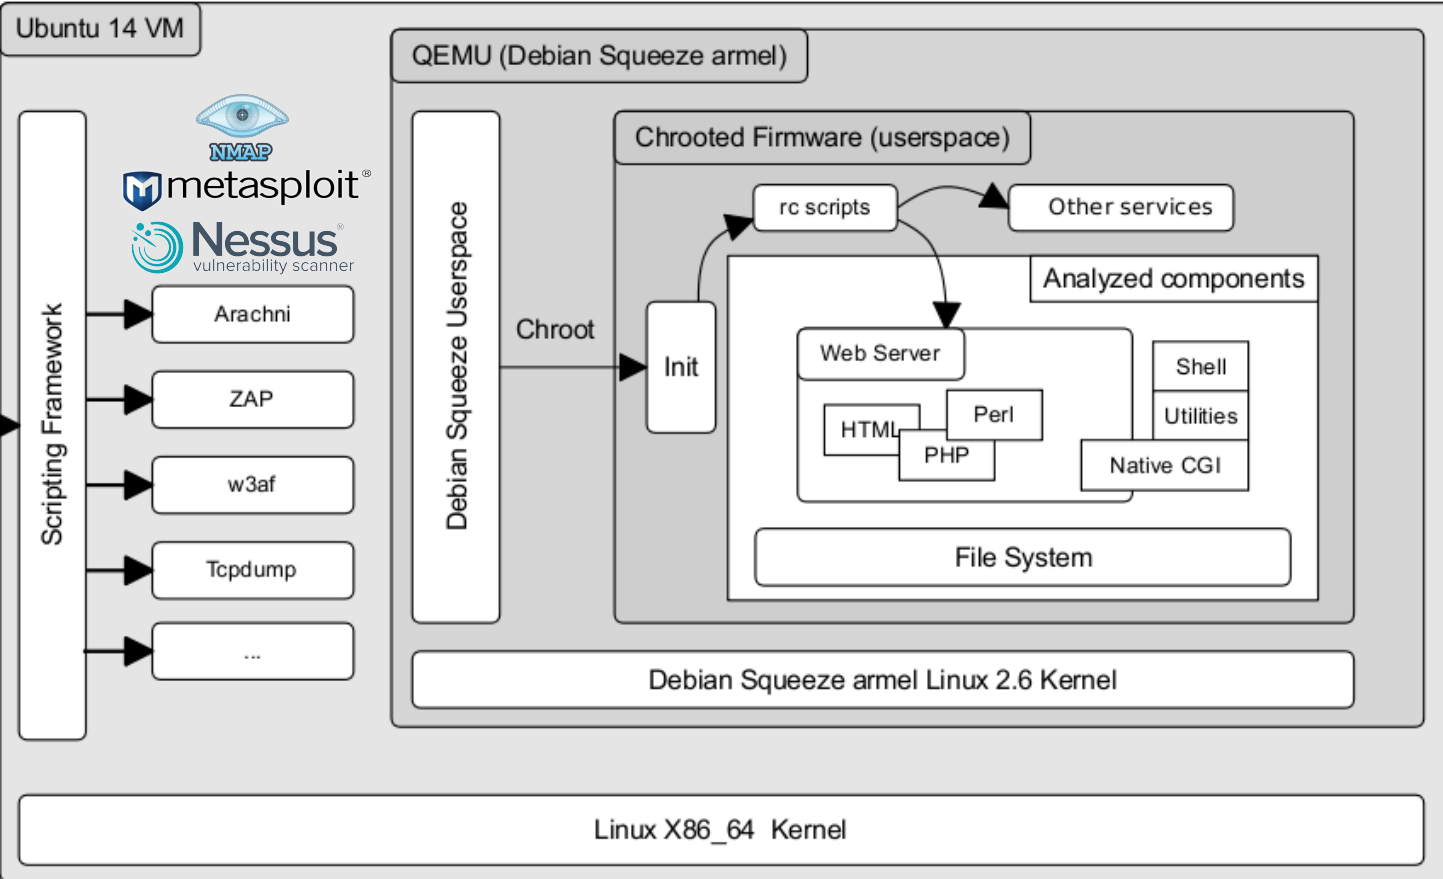 Ubuntu 14 VM
QEMU (Debian Squeeze armel)
Scripting Framework
NMAP
metasploit®
Nessus®
vulnerability scanner
Arachni
ZAP
w3af
Tcpdump
...
Debian Squeeze Userspace
Chroot
Chrooted Firmware (userspace)
Init
rc scripts
Other services
Analyzed components
Web Server
HTML
PHP
Perl
Shell
Utilities
Native CGI
File System
Debian Squeeze armel Linux 2.6 Kernel
Linux X86_64 Kernel